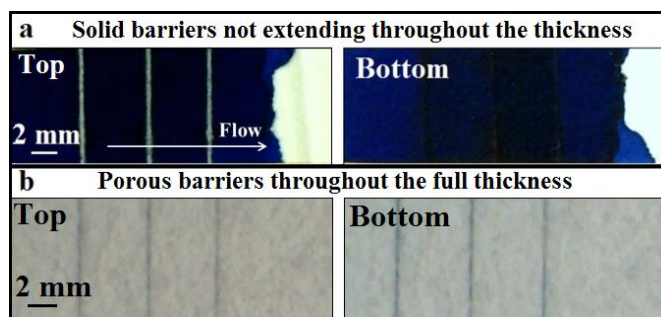 a Solid barriers not extending throughout the thickness
Top
Bottom
2 mm
Flow
b Porous barriers throughout the full thickness
Top
Bottom
2 mm